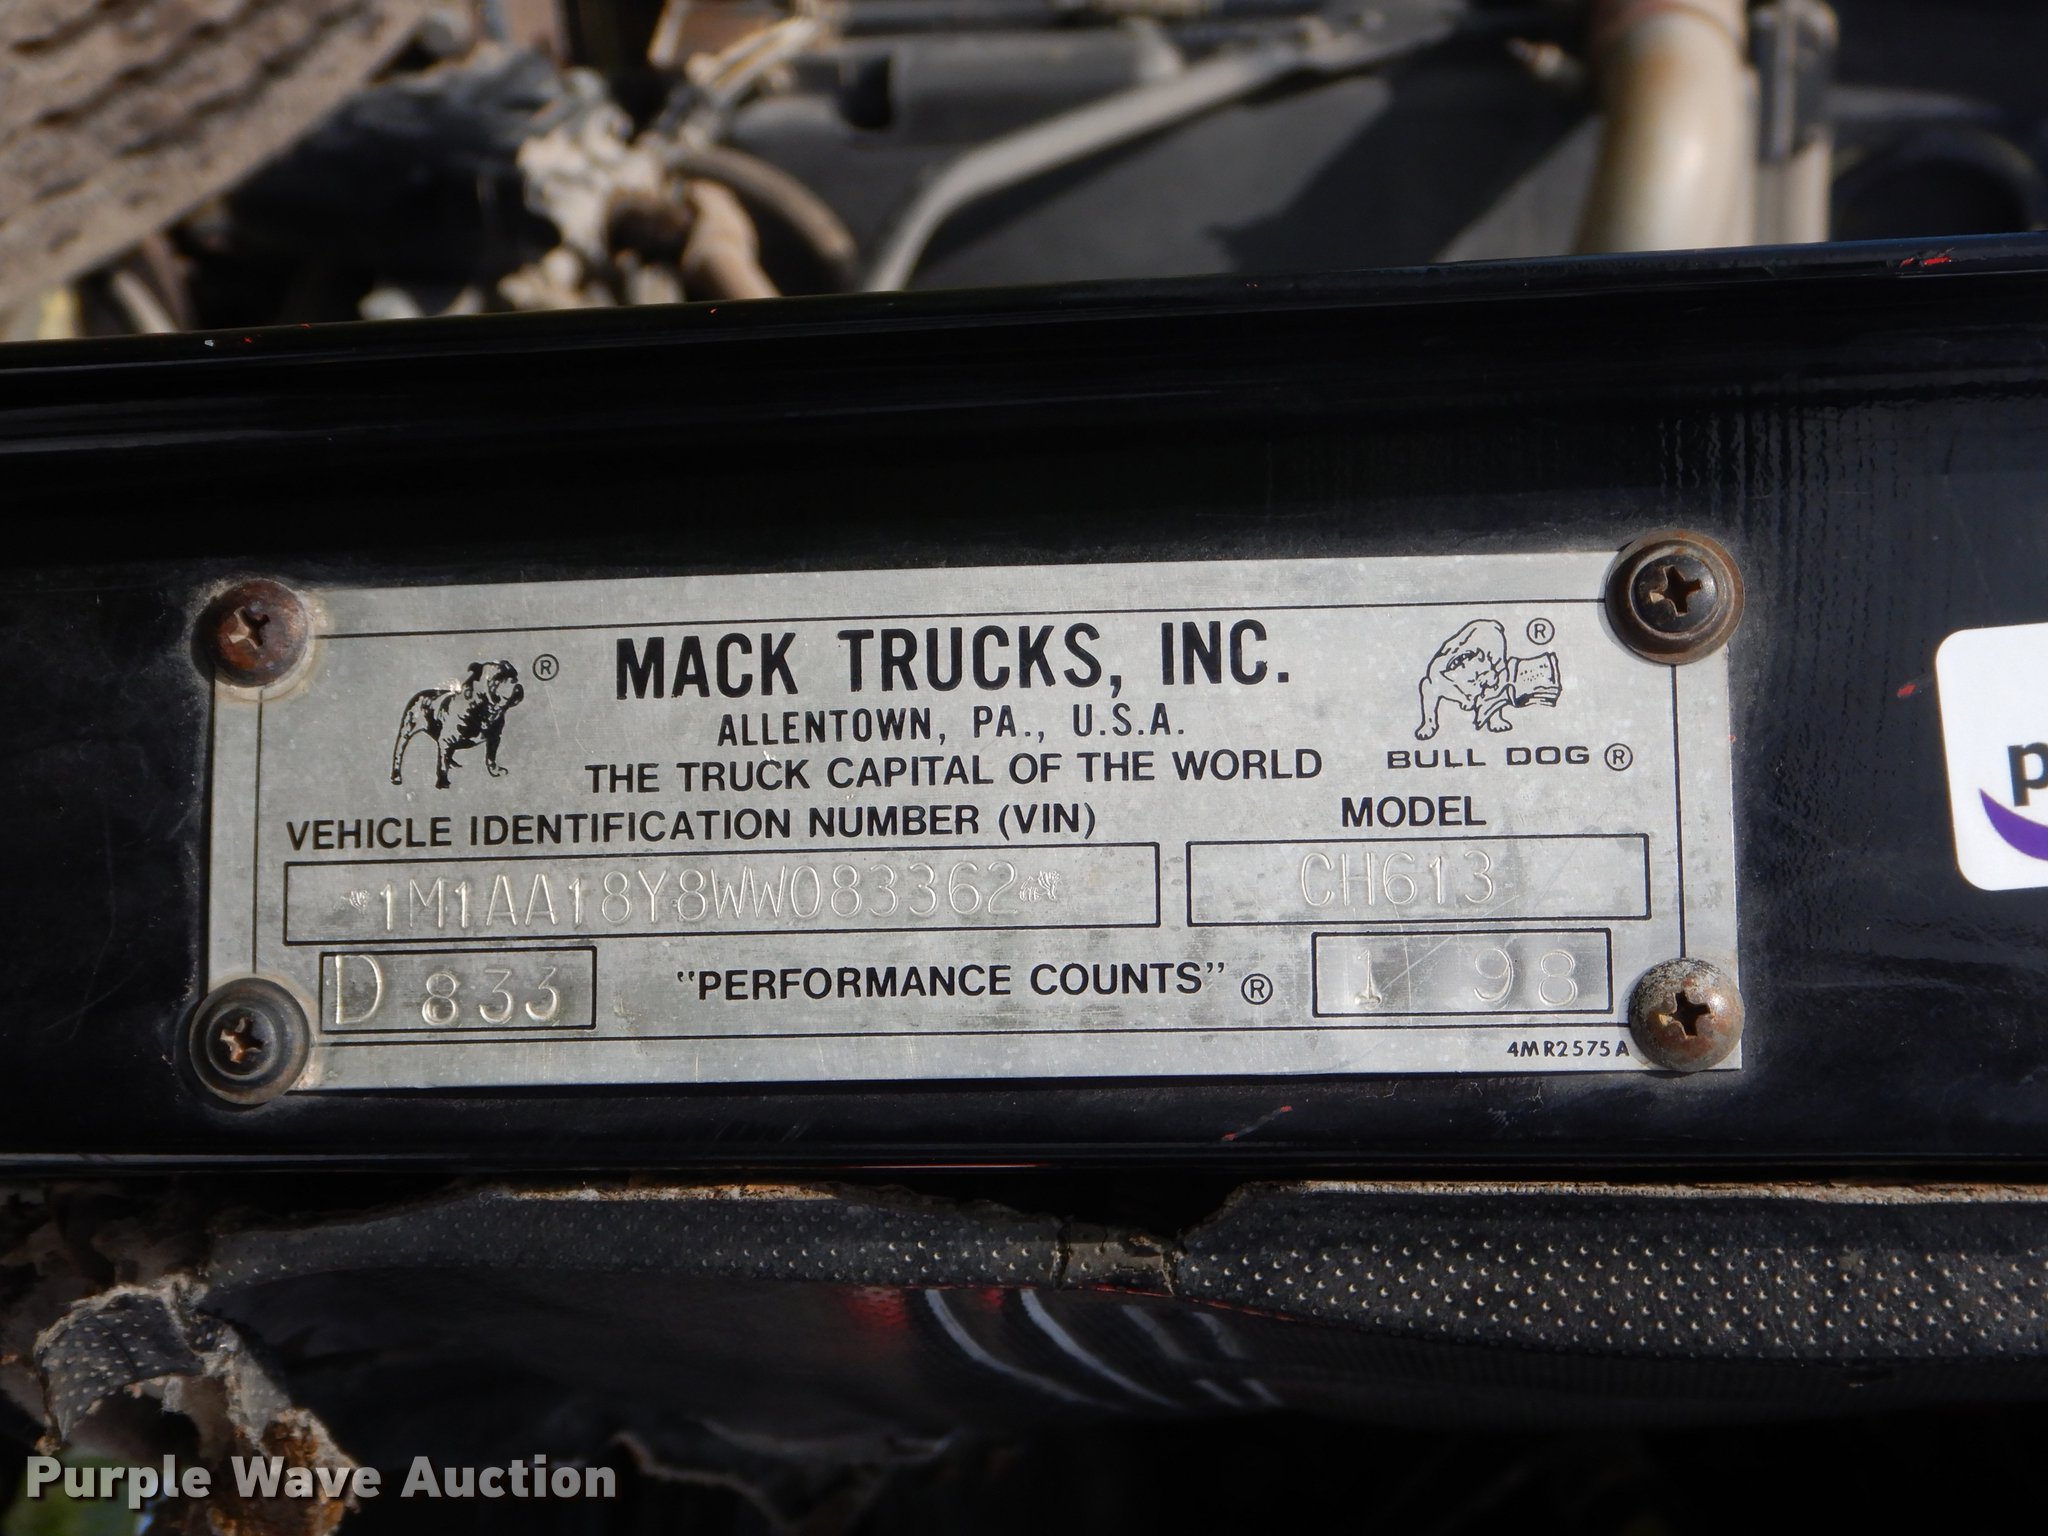 MACK TRUCKS, INC.
®
®
ALLENTOWN, PA., U.S.A.
THE TRUCK CAPITAL OF THE WORLD
BULL DOG ®
VEHICLE IDENTIFICATION NUMBER (VIN)
MODEL
1M1AA18Y8WW083362
CH613
D 833
"PERFORMANCE COUNTS" ®
1 98
4MR2575A
p
Purple Wave Auction